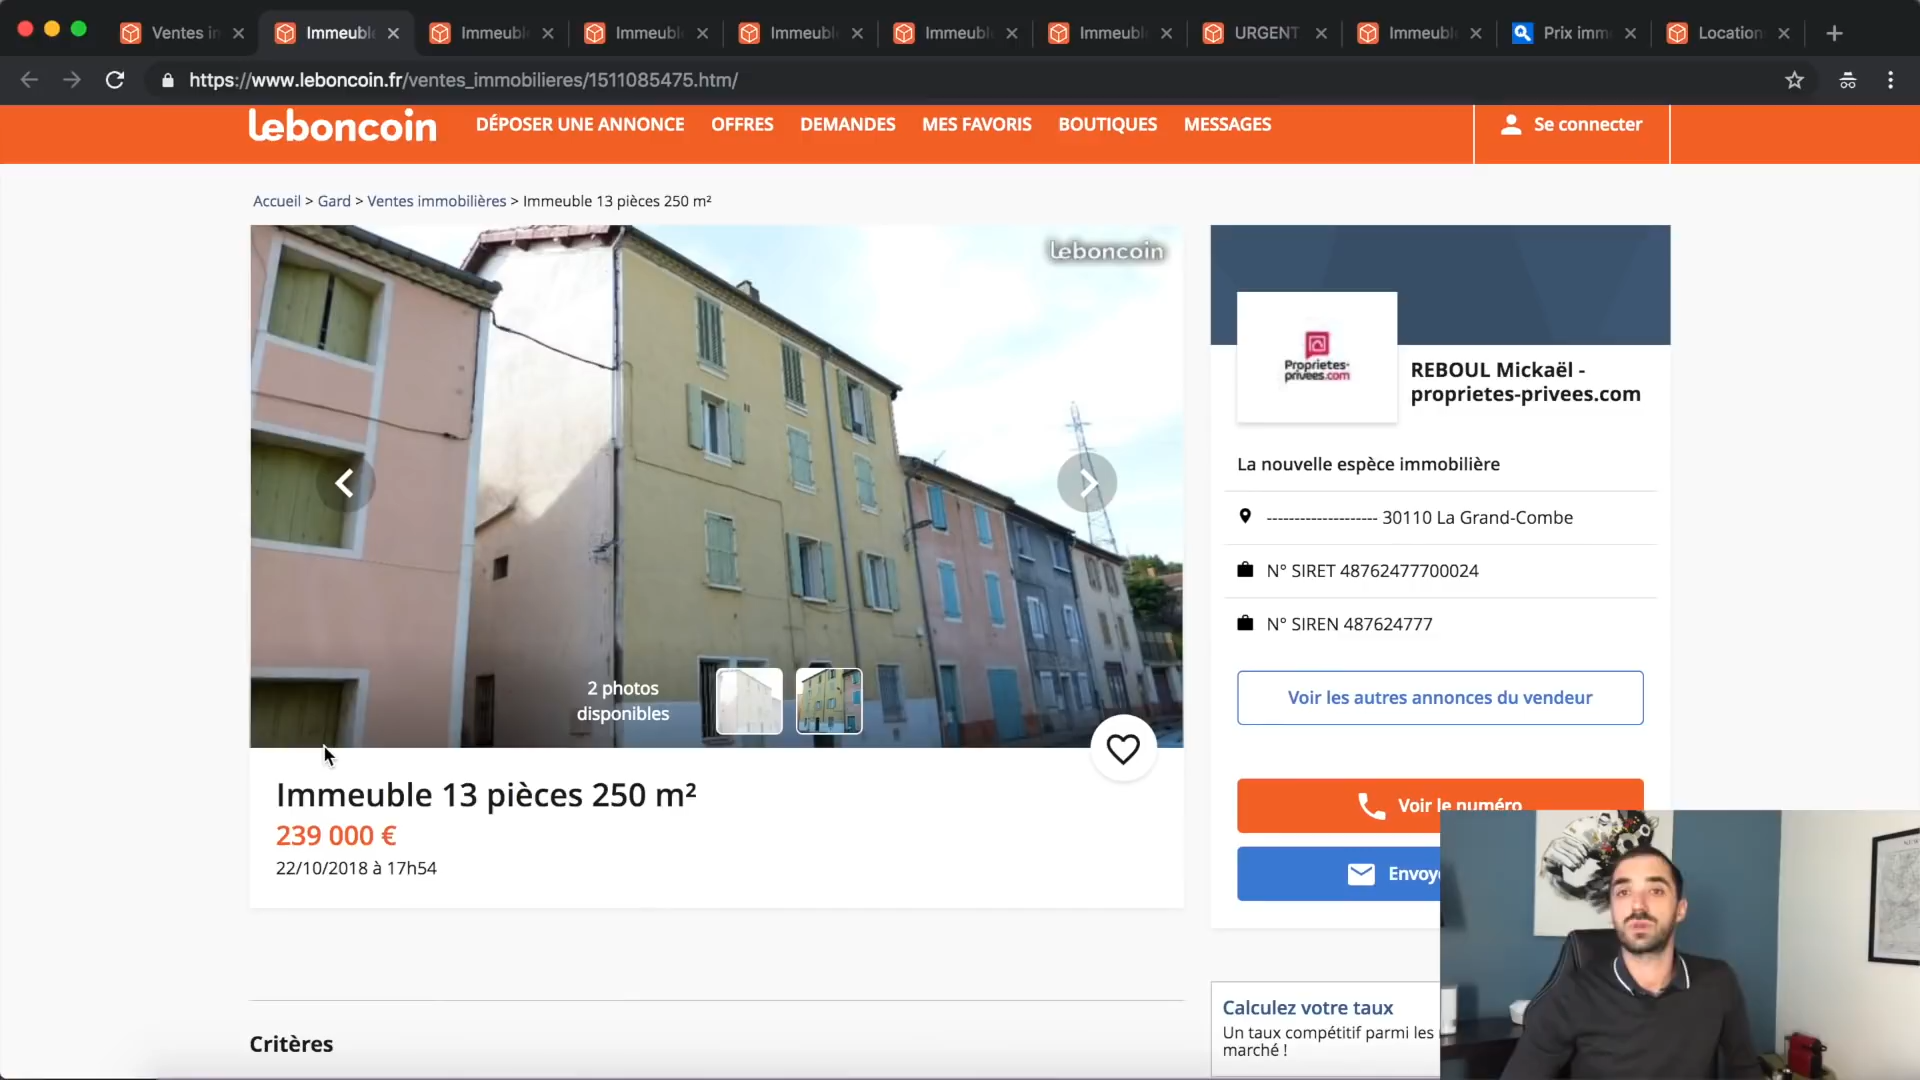 Ventes in
Immeubl
Immeubl
Immeubl
Immeubl
Immeubl
Immeubl
URGENT
Immeubl
Prix imm
Location
https://www.leboncoin.fr/ventes_immobilieres/1511085475.htm/
leboncoin
DÉPOSER UNE ANNONCE
OFFRES
DEMANDES
MES FAVORIS
BOUTIQUES
MESSAGES
Se connecter
Accueil > Gard > Ventes immobilières > Immeuble 13 pièces 250 m²
leboncoin
2 photos
disponibles
Immeuble 13 pièces 250 m²
239 000 €
22/10/2018 à 17h54
Critères
Proprietes-
privees.com
REBOUL Mickaël -
proprietes-privees.com
La nouvelle espèce immobilière
-------------------- 30110 La Grand-Combe
N° SIRET 48762477700024
N° SIREN 487624777
Voir les autres annonces du vendeur
Voir le numéro
Envoye
Calculez votre taux
Un taux compétitif parmi les
marché !